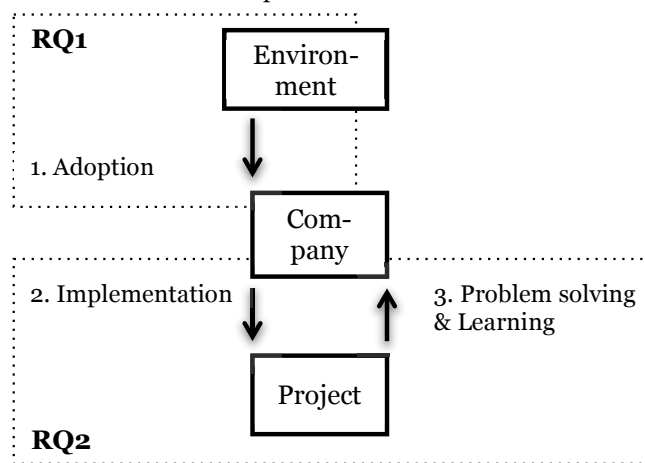 RQ1
Environ-
ment
1. Adoption
Com-
pany
2. Implementation
3. Problem solving
& Learning
Project
RQ2